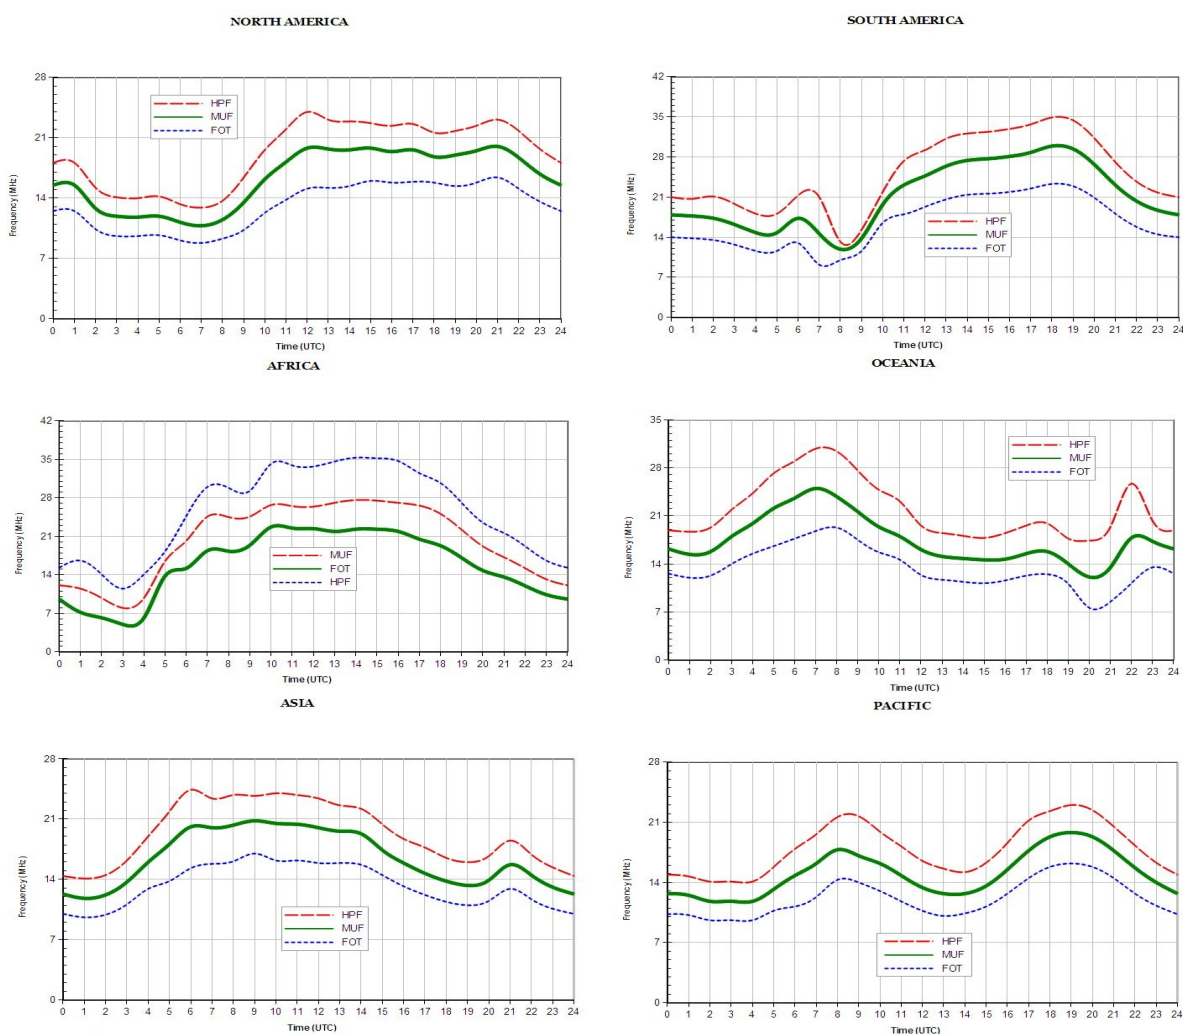 NORTH AMERICA
28
21
14
7
0
Frequency (MHz)
HPF
MUF
FOT
0 1 2 3 4 5 6 7 8 9 10 11 12 13 14 15 16 17 18 19 20 21 22 23 24
Time (UTC)
SOUTH AMERICA
42
35
28
21
14
7
0
Frequency (MHz)
HPF
MUF
FOT
0 1 2 3 4 5 6 7 8 9 10 11 12 13 14 15 16 17 18 19 20 21 22 23 24
Time (UTC)
AFRICA
42
35
28
21
14
7
0
Frequency (MHz)
MUF
FOT
HPF
0 1 2 3 4 5 6 7 8 9 10 11 12 13 14 15 16 17 18 19 20 21 22 23 24
Time (UTC)
OCEANIA
35
28
21
14
7
0
Frequency (MHz)
HPF
MUF
FOT
0 1 2 3 4 5 6 7 8 9 10 11 12 13 14 15 16 17 18 19 20 21 22 23 24
Time (UTC)
ASIA
28
21
14
7
0
Frequency (MHz)
HPF
MUF
FOT
0 1 2 3 4 5 6 7 8 9 10 11 12 13 14 15 16 17 18 19 20 21 22 23 24
Time (UTC)
PACIFIC
28
21
14
7
0
Frequency (MHz)
HPF
MUF
FOT
0 1 2 3 4 5 6 7 8 9 10 11 12 13 14 15 16 17 18 19 20 21 22 23 24
Time (UTC)